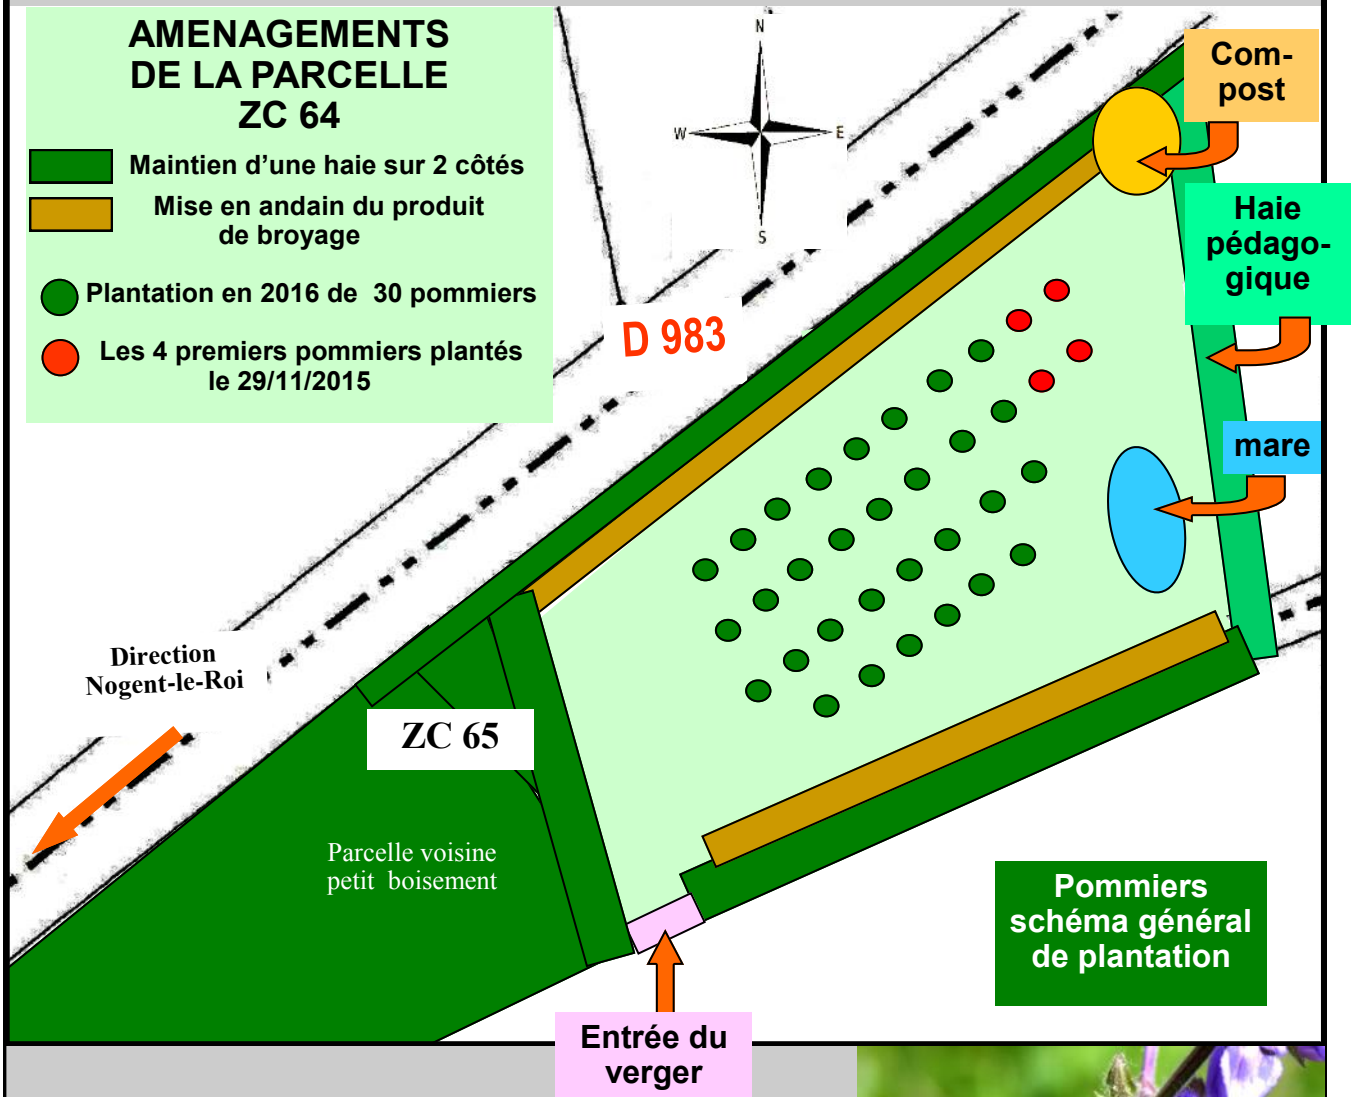 AMENAGEMENTS
DE LA PARCELLE
ZC 64
Maintien d'une haie sur 2 côtés
Mise en andain du produit
de broyage
Plantation en 2016 de 30 pommiers
Les 4 premiers pommiers plantés
le 29/11/2015
N
W
E
S
D 983
Com-
post
Haie
pédago-
gique
mare
Direction
Nogent-le-Roi
ZC 65
Parcelle voisine
petit boisement
Pommiers
schéma général
de plantation
Entrée du
verger